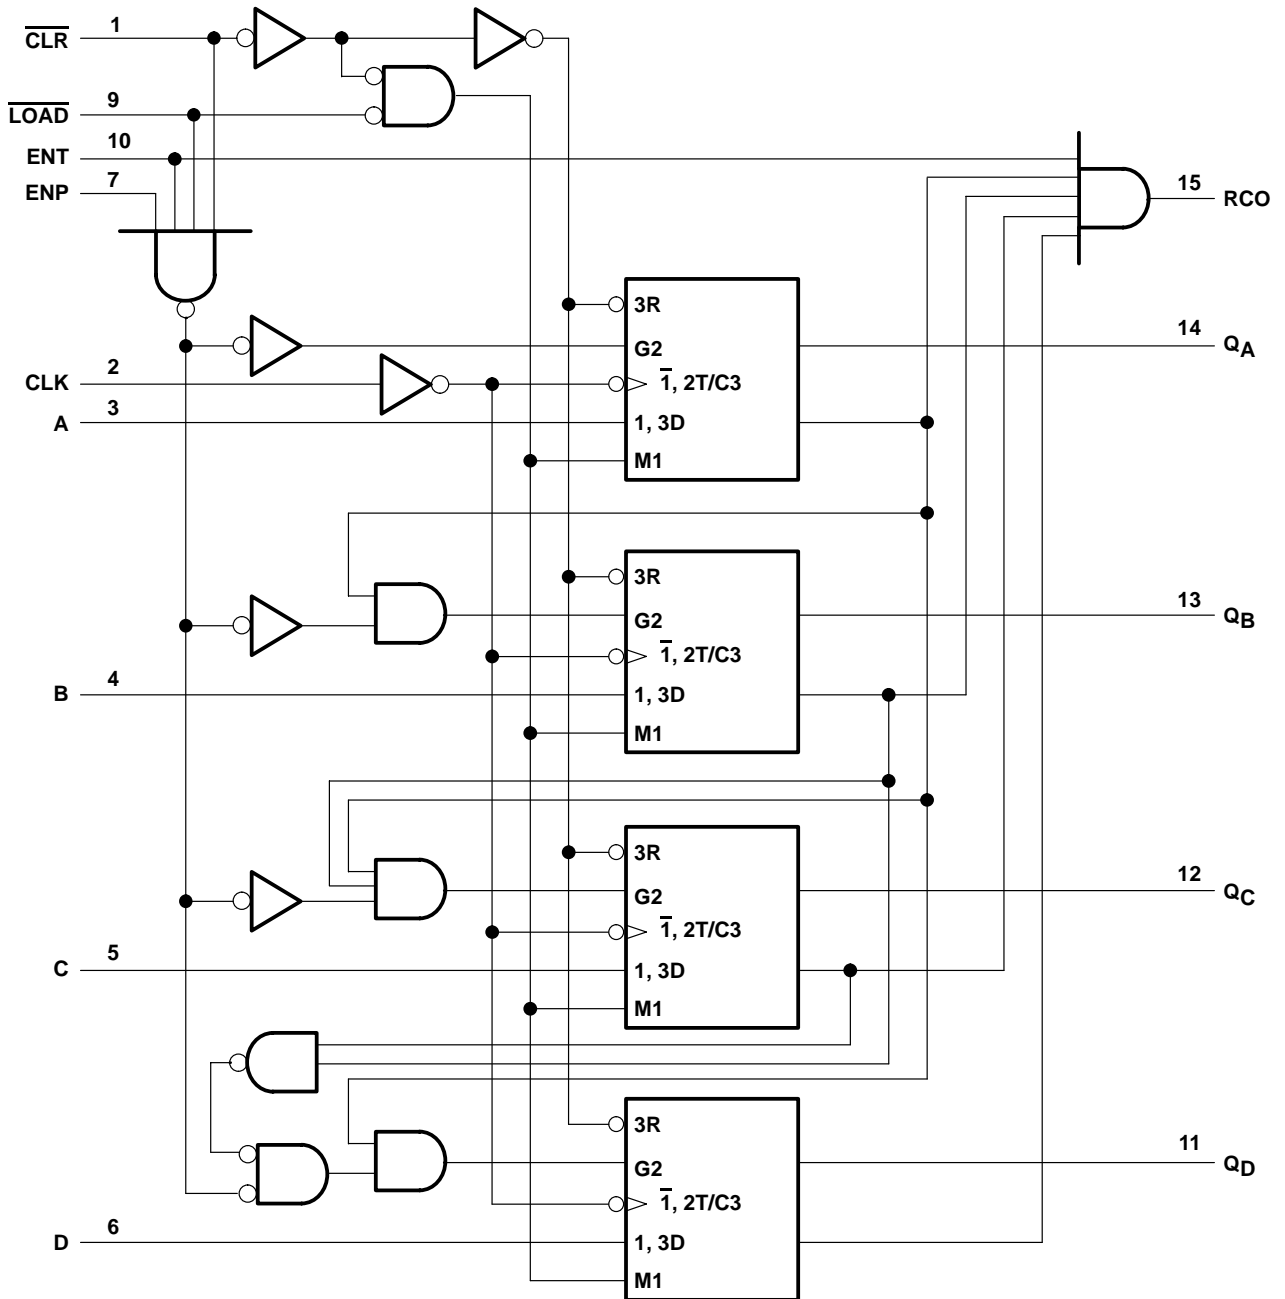 CLR 1
LOAD 9
ENT 10
ENP 7
15 RCO
3R
G2
CLK 2
1, 2T/C3
A 3
1, 3D
M1
14 QA
3R
G2
1, 2T/C3
B 4
1, 3D
M1
13 QB
3R
G2
1, 2T/C3
C 5
1, 3D
M1
12 QC
3R
G2
1, 2T/C3
D 6
1, 3D
M1
11 QD